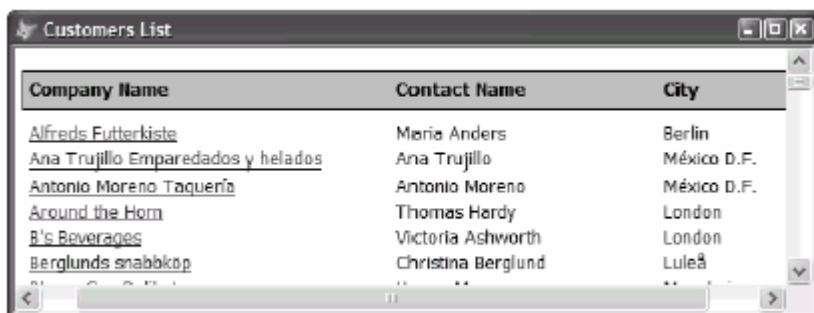 Customers List
Company Name Contact Name City
Alfreds Futterkiste Maria Anders Berlin
Ana Trujillo Emparedados y helados Ana Trujillo México D.F.
Antonio Moreno Taquería Antonio Moreno México D.F.
Around the Horn Thomas Hardy London
B's Beverages Victoria Ashworth London
Berglunds snabbköp Christina Berglund Luleå